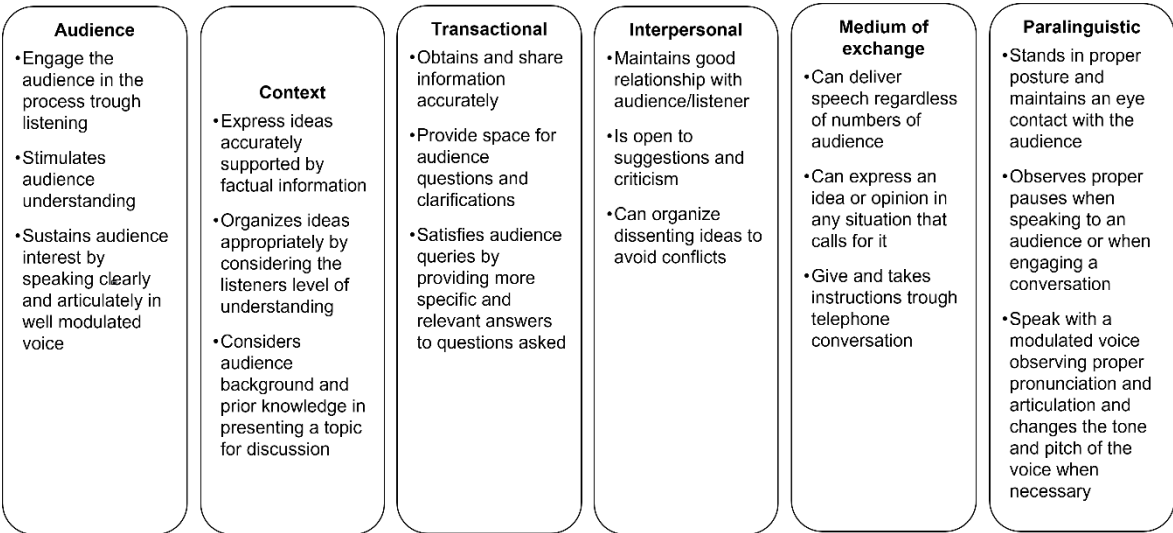 Audience
•Engage the
audience in the
process trough
listening
•Stimulates
audience
understanding
•Sustains audience
interest by
speaking clearly
and articulately in
well modulated
voice
Context
•Express ideas
accurately
supported by
factual information
•Organizes ideas
appropriately by
considering the
listeners level of
understanding
•Considers
audience
background and
prior knowledge in
presenting a topic
for discussion
Transactional
•Obtains and share
information
accurately
•Provide space for
audience
questions and
clarifications
•Satisfies audience
queries by
providing more
specific and
relevant answers
to questions asked
Interpersonal
•Maintains good
relationship with
audience/listener
•Is open to
suggestions and
criticism
•Can organize
dissenting ideas to
avoid conflicts
Medium of
exchange
•Can deliver
speech regardless
of numbers of
audience
•Can express an
idea or opinion in
any situation that
calls for it
•Give and takes
instructions trough
telephone
conversation
Paralinguistic
•Stands in proper
posture and
maintains an eye
contact with the
audience
•Observes proper
pauses when
speaking to an
audience or when
engaging a
conversation
•Speak with a
modulated voice
observing proper
pronunciation and
articulation and
changes the tone
and pitch of the
voice when
necessary